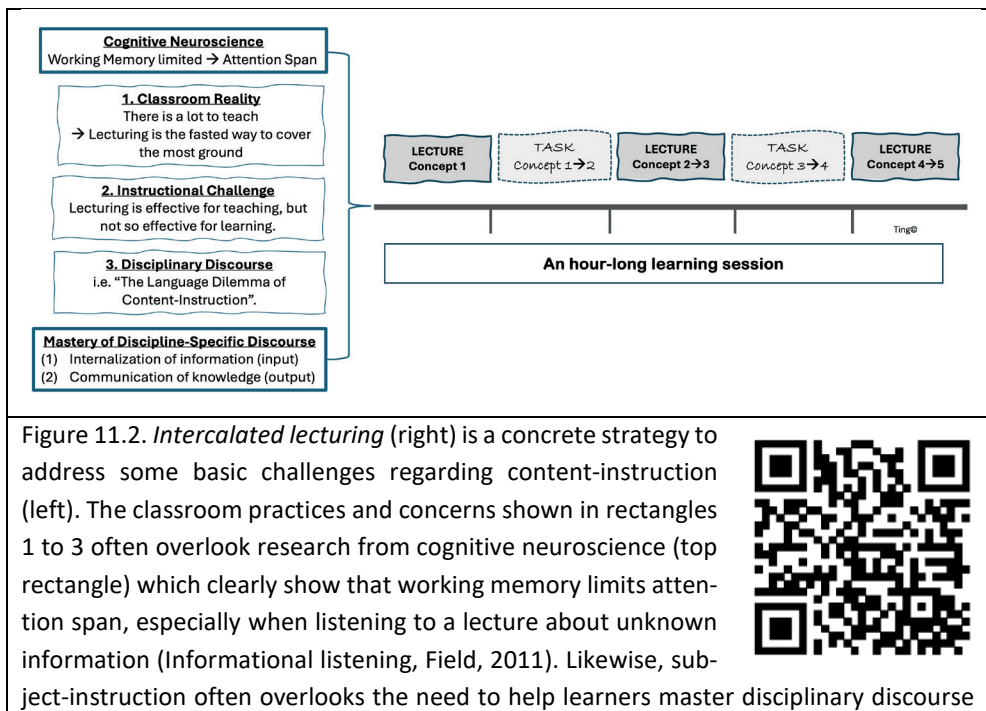 Cognitive Neuroscience
Working Memory limited → Attention Span
1. Classroom Reality
There is a lot to teach
→ Lecturing is the fasted way to cover
the most ground
2. Instructional Challenge
Lecturing is effective for teaching, but
not so effective for learning.
3. Disciplinary Discourse
i.e. “The Language Dilemma of
Content-Instruction”.
Mastery of Discipline-Specific Discourse
(1) Internalization of information (input)
(2) Communication of knowledge (output)
LECTURE
Concept 1
TASK
Concept 1→2
LECTURE
Concept 2→3
TASK
Concept 3→4
LECTURE
Concept 4→5
Ting©
An hour-long learning session
Figure 11.2. Intercalated lecturing (right) is a concrete strategy to
address some basic challenges regarding content-instruction
(left). The classroom practices and concerns shown in rectangles
1 to 3 often overlook research from cognitive neuroscience (top
rectangle) which clearly show that working memory limits atten-
tion span, especially when listening to a lecture about unknown
information (Informational listening, Field, 2011). Likewise, sub-
ject-instruction often overlooks the need to help learners master disciplinary discourse